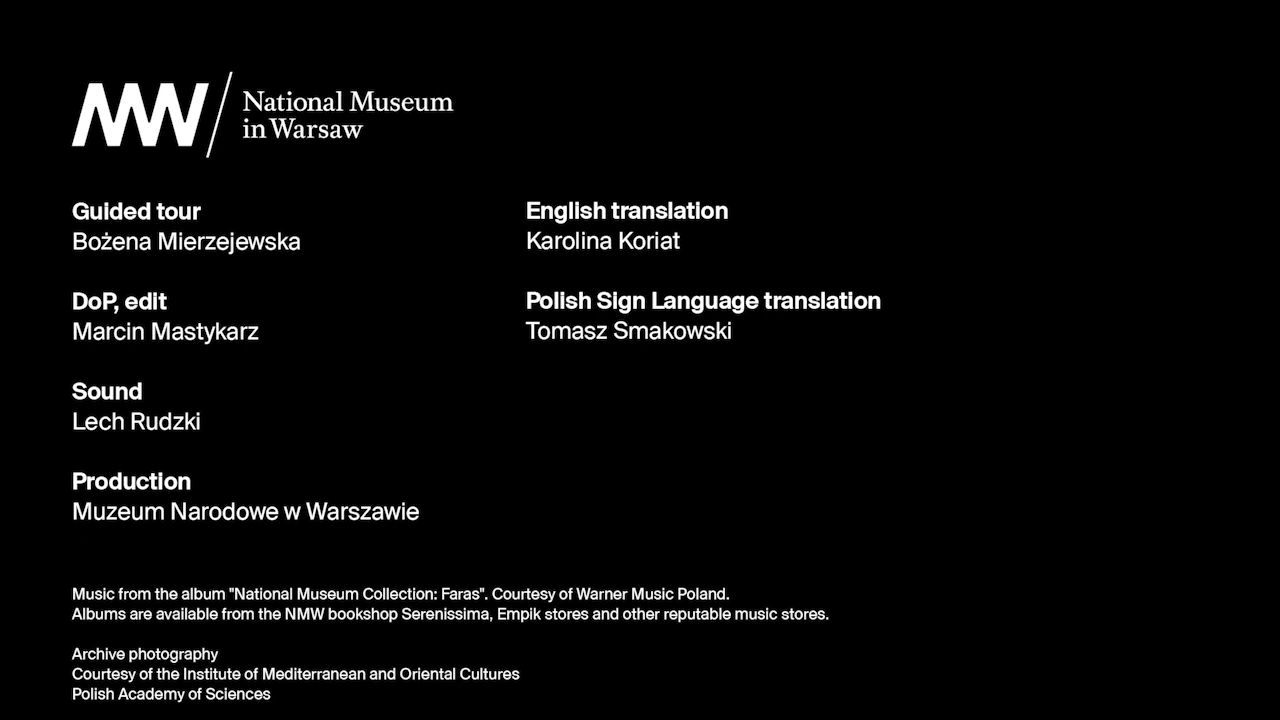 MW
National Museum
in Warsaw
Guided tour
Bożena Mierzejewska
DoP, edit
Marcin Mastykarz
Sound
Lech Rudzki
Production
Muzeum Narodowe w Warszawie
English translation
Karolina Koriat
Polish Sign Language translation
Tomasz Smakowski
Music from the album "National Museum Collection: Faras". Courtesy of Warner Music Poland.
Albums are available from the NMW bookshop Serenissima, Empik stores and other reputable music stores.
Archive photography
Courtesy of the Institute of Mediterranean and Oriental Cultures
Polish Academy of Sciences